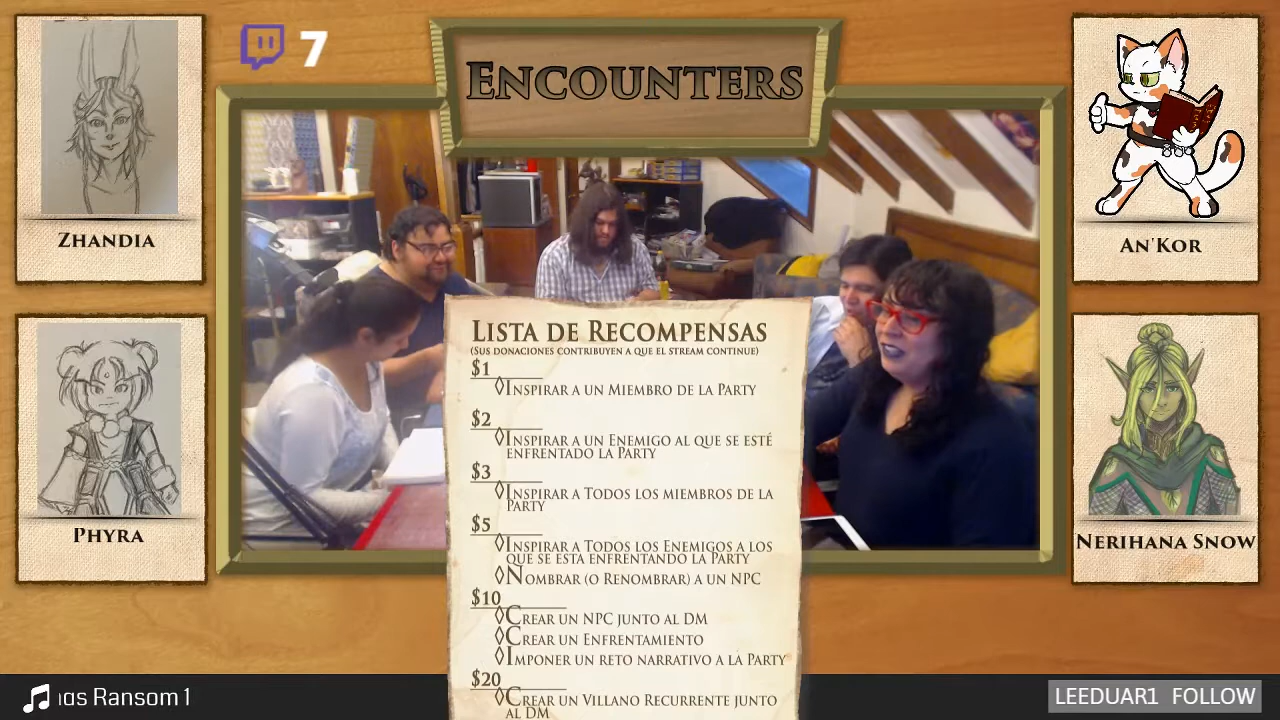 7
ENCOUNTERS
ZHANDIA
AN'KOR
PHYRA
NERIHANA SNOW
LISTA DE RECOMPENSAS
(SUS DONACIONES CONTRIBUYEN A QUE EL STREAM CONTINUE)
$1
◊INSPIRAR A UN MIEMBRO DE LA PARTY
$2
◊INSPIRAR A UN ENEMIGO AL QUE SE ESTÉ
ENFRENTADO LA PARTY
$3
◊INSPIRAR A TODOS LOS MIEMBROS DE LA
PARTY
$5
◊INSPIRAR A TODOS LOS ENEMIGOS A LOS
QUE SE ESTA ENFRENTANDO LA PARTY
◊NOMBRAR (O RENOMBRAR) A UN NPC
$10
◊CREAR UN NPC JUNTO AL DM
◊CREAR UN ENFRENTAMIENTO
◊IMPONER UN RETO NARRATIVO A LA PARTY
$20
◊CREAR UN VILLANO RECURRENTE JUNTO
AL DM
Ransom 1
LEEDUAR1 FOLLOW